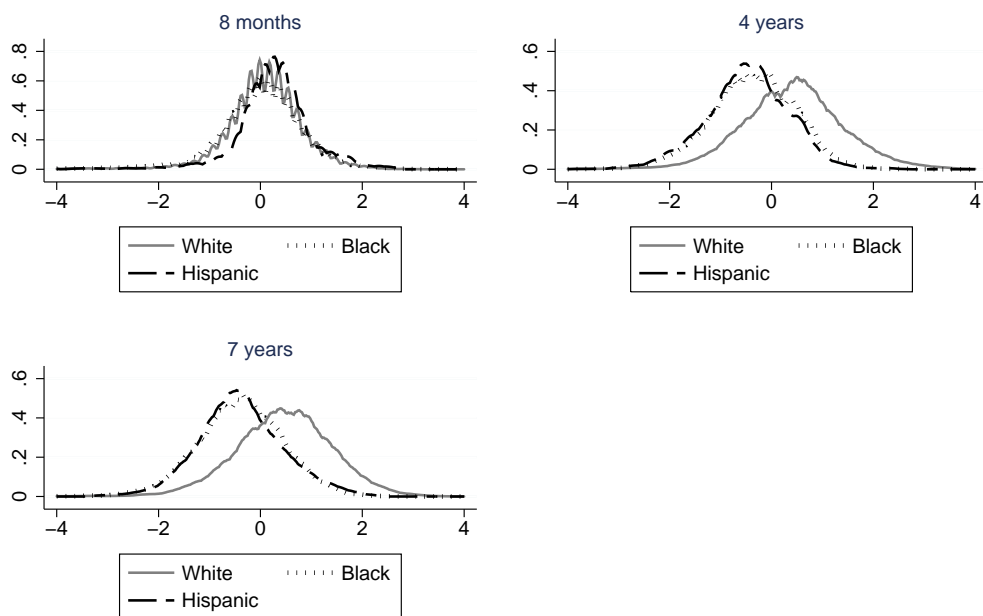 8 months
.8
.6
.4
.2
0
−4 −2 0 2 4
White Black
Hispanic
4 years
.6
.4
.2
0
−4 −2 0 2 4
White Black
Hispanic
7 years
.6
.4
.2
0
−4 −2 0 2 4
White Black
Hispanic